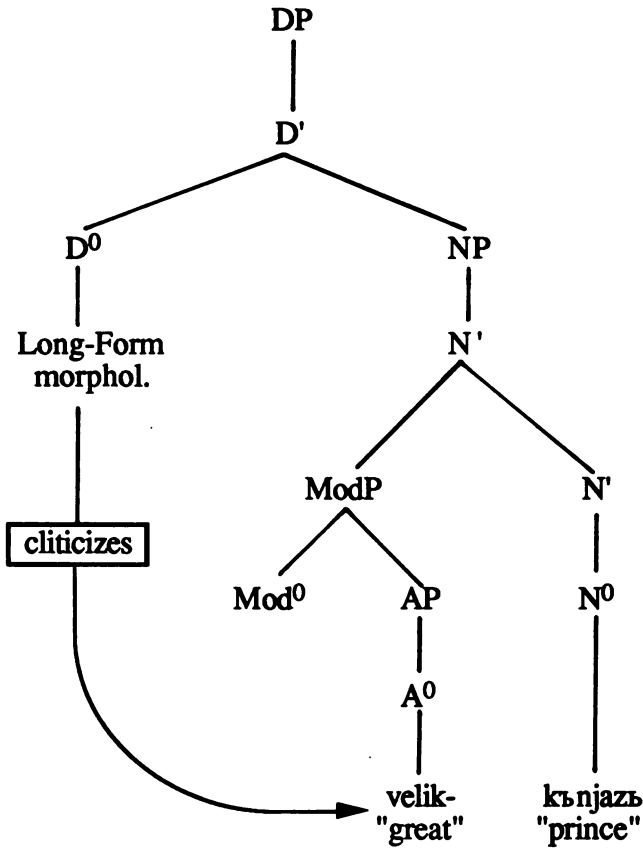 DP
D'
D⁰ NP
Long-Form
morphol.
N'
ModP N'
cliticizes
Mod⁰ AP N⁰
A⁰
velik- kъnjazь
"great" "prince"